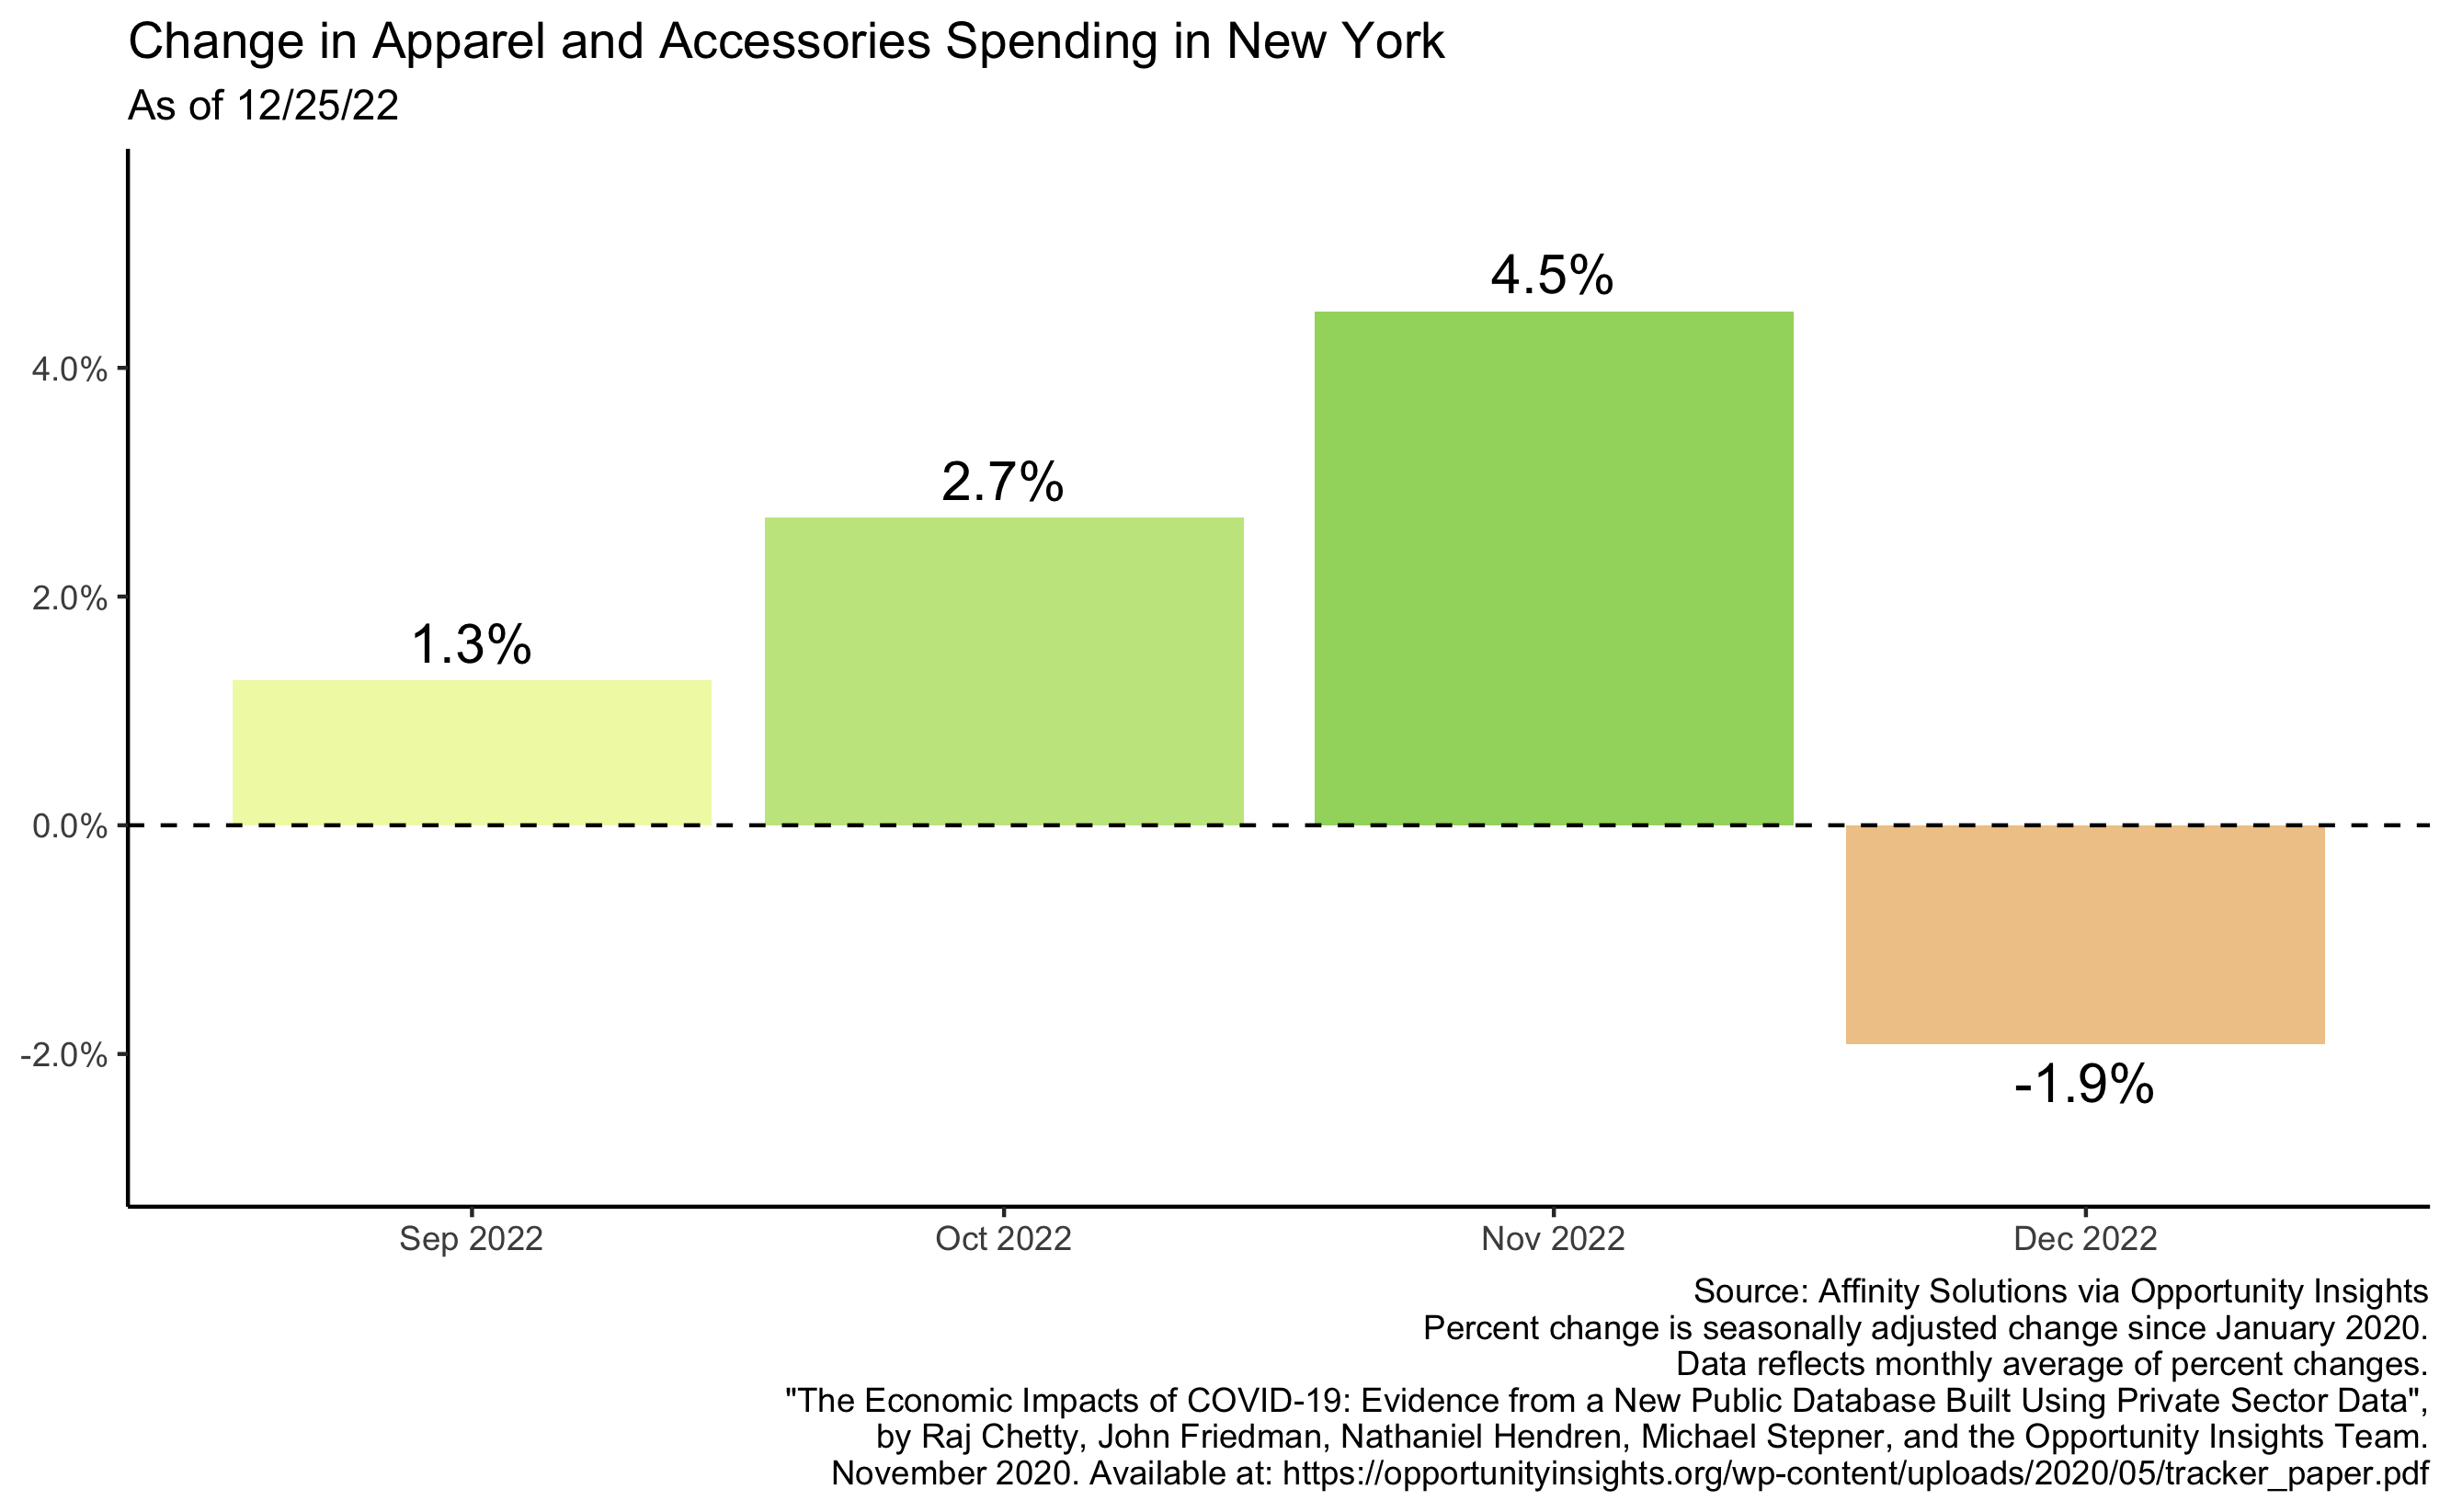 Change in Apparel and Accessories Spending in New York
As of 12/25/22
4.5%
4.0%
2.7%
2.0%
1.3%
0.0%
-2.0%
-1.9%
Sep 2022 Oct 2022 Nov 2022 Dec 2022
Source: Affinity Solutions via Opportunity Insights
Percent change is seasonally adjusted change since January 2020.
Data reflects monthly average of percent changes.
"The Economic Impacts of COVID-19: Evidence from a New Public Database Built Using Private Sector Data",
by Raj Chetty, John Friedman, Nathaniel Hendren, Michael Stepner, and the Opportunity Insights Team.
November 2020. Available at: https://opportunityinsights.org/wp-content/uploads/2020/05/tracker_paper.pdf